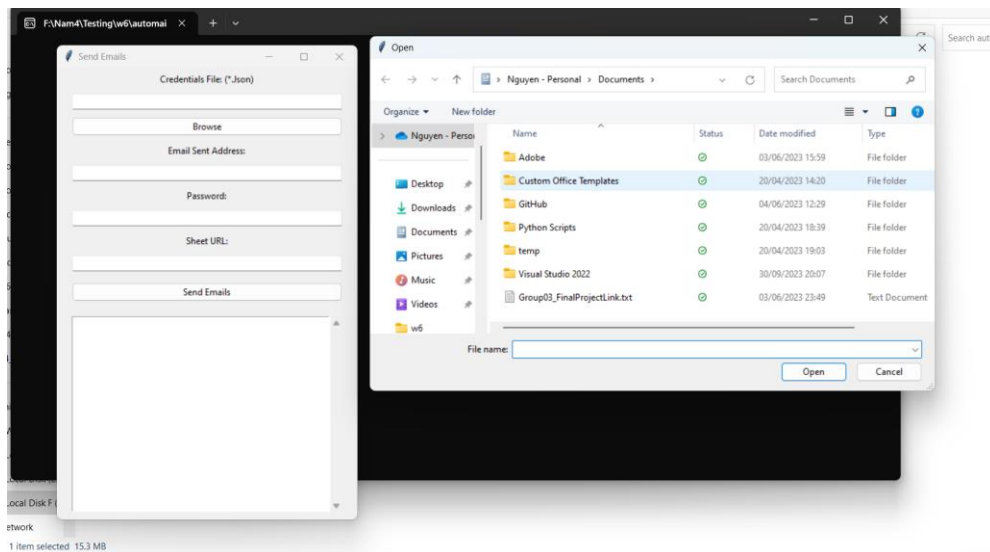 F:\Nam4\Testing\w6\automai
Search aut
Send Emails
Credentials File: (*.Json)
Browse
Email Sent Address:
Password:
Sheet URL:
Send Emails
Open
Nguyen - Personal > Documents >
Search Documents
Organize
New folder
Nguyen - Perso
Desktop
Downloads
Documents
Pictures
Music
Videos
w6
Name Status Date modified Type
Adobe 03/06/2023 15:59 File folder
Custom Office Templates 20/04/2023 14:20 File folder
GitHub 04/06/2023 12:29 File folder
Python Scripts 20/04/2023 18:39 File folder
temp 20/04/2023 19:03 File folder
Visual Studio 2022 30/09/2023 20:07 File folder
Group03_FinalProjectLink.txt 03/06/2023 23:49 Text Document
File name:
Open
Cancel
ocal Disk F (
etwork
1 item selected 15.3 MB